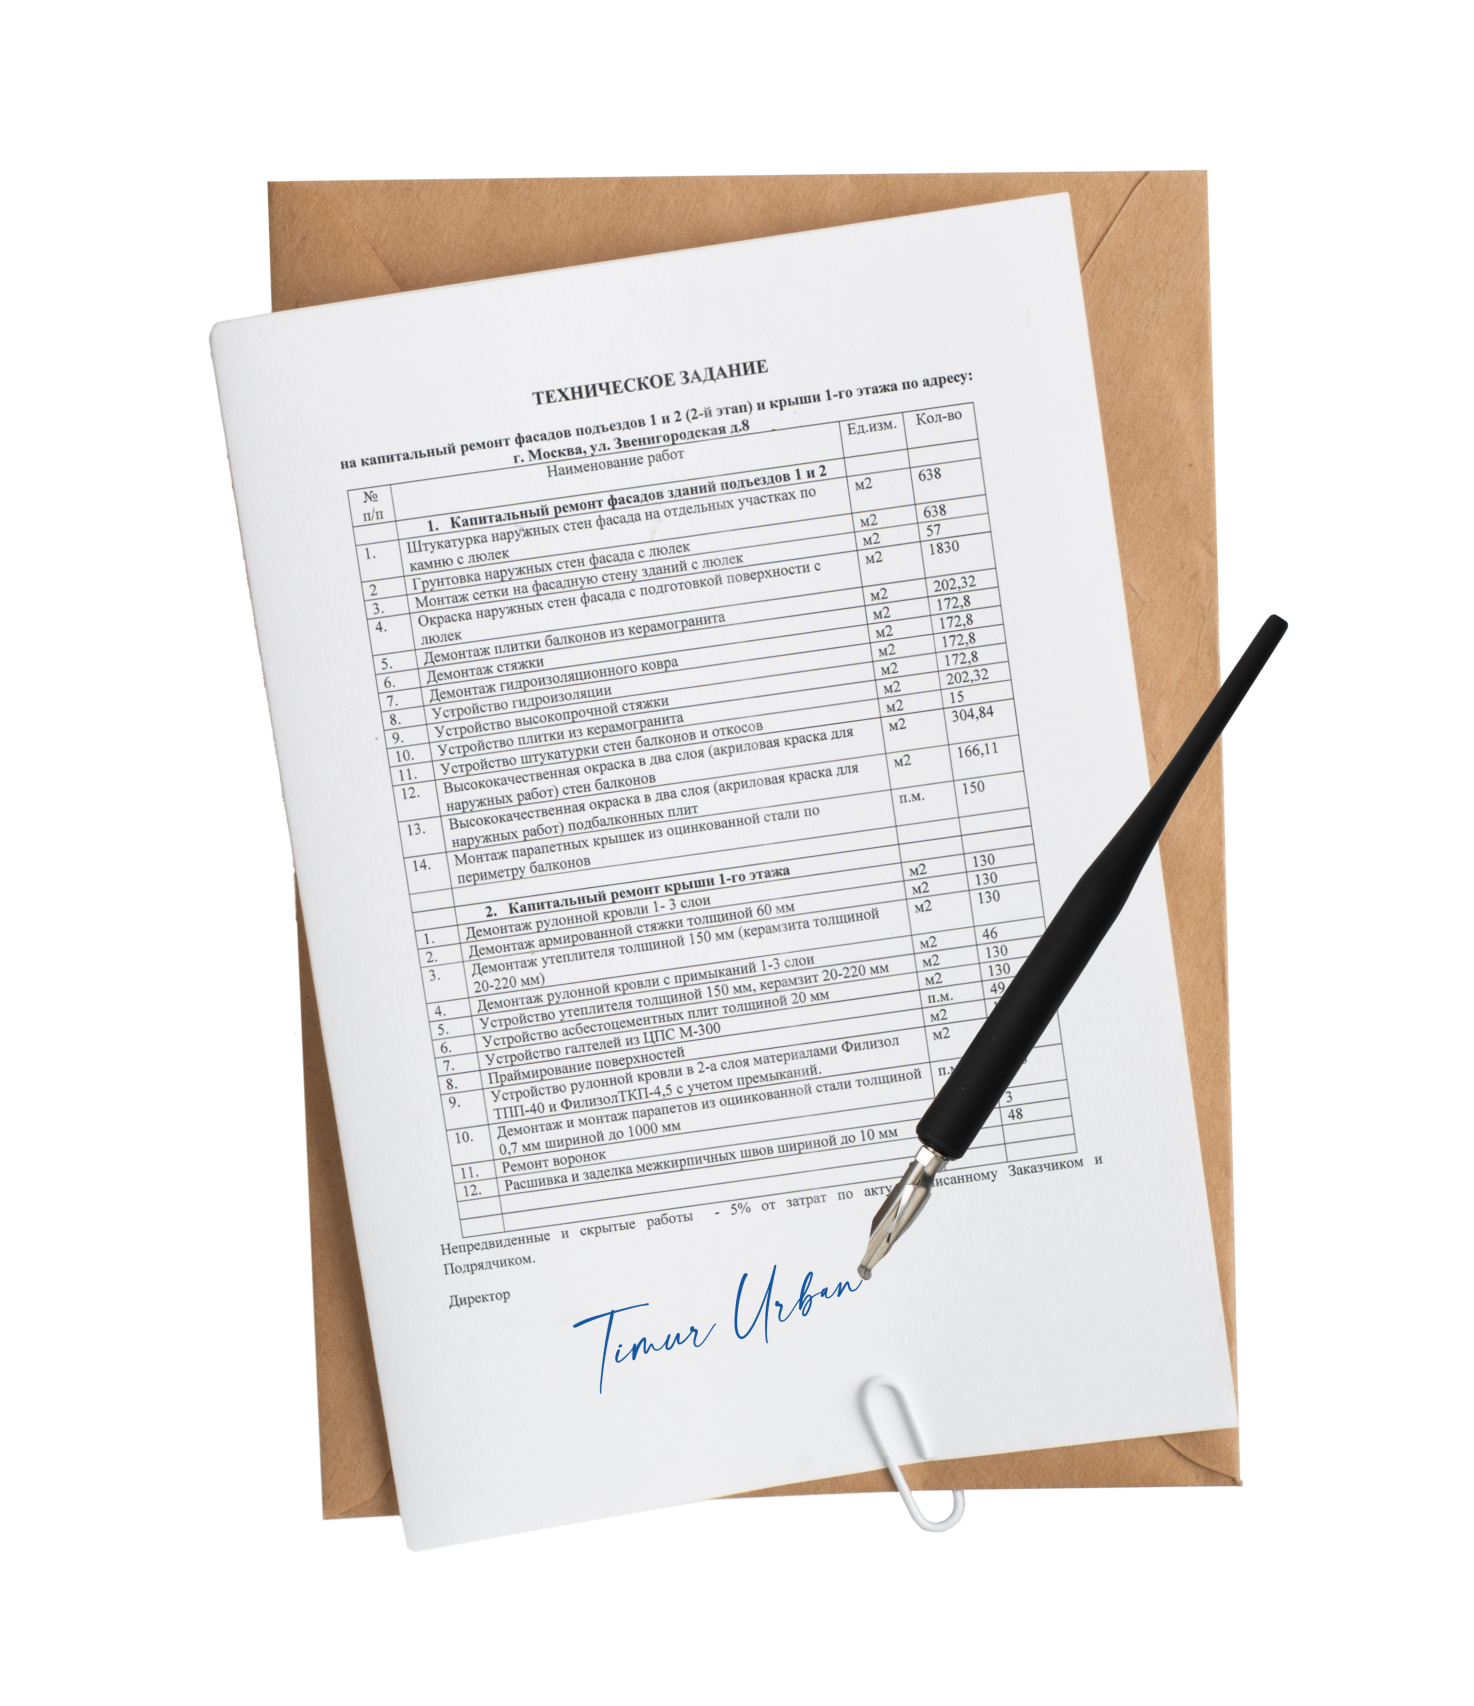 ТЕХНИЧЕСКОЕ ЗАДАНИЕ
на капитальный ремонт фасадов подъездов 1 и 2 (2-й этап) и крыши 1-го этажа по адресу:
г. Москва, ул. Звенигородская д.8
№ п/п Наименование работ Ед.изм. Кол-во
1. Капитальный ремонт фасадов зданий подъездов 1 и 2
1. Штукатурка наружных стен фасада на отдельных участках по м2 638
камню с люлек
2 Грунтовка наружных стен фасада с люлек м2 638
3. Монтаж сетки на фасадную стену зданий с люлек м2 57
4. Окраска наружных стен фасада с подготовкой поверхности с м2 1830
люлек
5. Демонтаж плитки балконов из керамогранита м2 202,32
6. Демонтаж стяжки м2 172,8
7. Демонтаж гидроизоляционного ковра м2 172,8
8. Устройство гидроизоляции м2 172,8
9. Устройство высокопрочной стяжки м2 172,8
10. Устройство плитки из керамогранита м2 202,32
11. Устройство штукатурки стен балконов и откосов м2 15
12. Высококачественная окраска в два слоя (акриловая краска для м2 304,84
наружных работ) стен балконов
13. Высококачественная окраска в два слоя (акриловая краска для м2 166,11
наружных работ) подбалконных плит
14. Монтаж парапетных крышек из оцинкованной стали по п.м. 150
периметру балконов
2. Капитальный ремонт крыши 1-го этажа
1. Демонтаж рулонной кровли 1- 3 слои м2 130
2. Демонтаж армированной стяжки толщиной 60 мм м2 130
3. Демонтаж утеплителя толщиной 150 мм (керамзита толщиной м2 130
20-220 мм)
4. Демонтаж рулонной кровли с примыканий 1-3 слои м2 46
5. Устройство утеплителя толщиной 150 мм, керамзит 20-220 мм м2 130
6. Устройство асбестоцементных плит толщиной 20 мм м2 130
7. Устройство галтелей из ЦПС М-300 п.м. 49
8. Праймирование поверхностей м2
9. Устройство рулонной кровли в 2-а слоя материалами Филизол м2
ТПП-40 и ФилизолТКП-4,5 с учетом премыканий.
10. Демонтаж и монтаж парапетов из оцинкованной стали толщиной
0,7 мм шириной до 1000 мм
11. Ремонт воронок 3
12. Расшивка и заделка межкирпичных швов шириной до 10 мм 48
Непредвиденные и скрытые работы - 5% от затрат по акту Заказчиком и
Подрядчиком.
Директор
Timur Urban